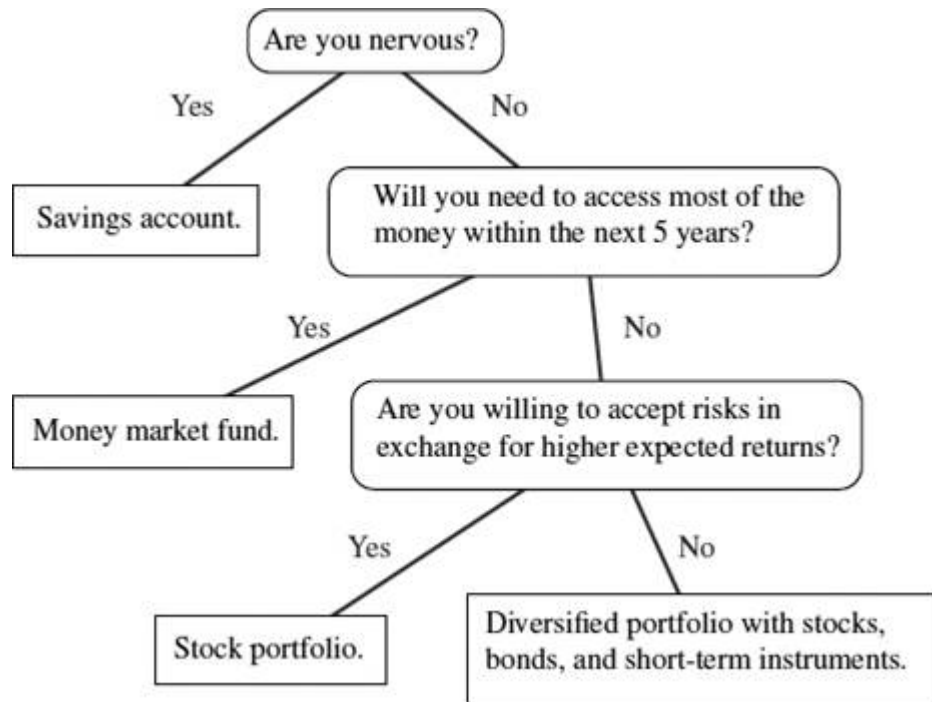 Are you nervous?
Yes
No
Savings account.
Will you need to access most of the
money within the next 5 years?
Yes
No
Money market fund.
Are you willing to accept risks in
exchange for higher expected returns?
Yes
No
Stock portfolio.
Diversified portfolio with stocks,
bonds, and short-term instruments.